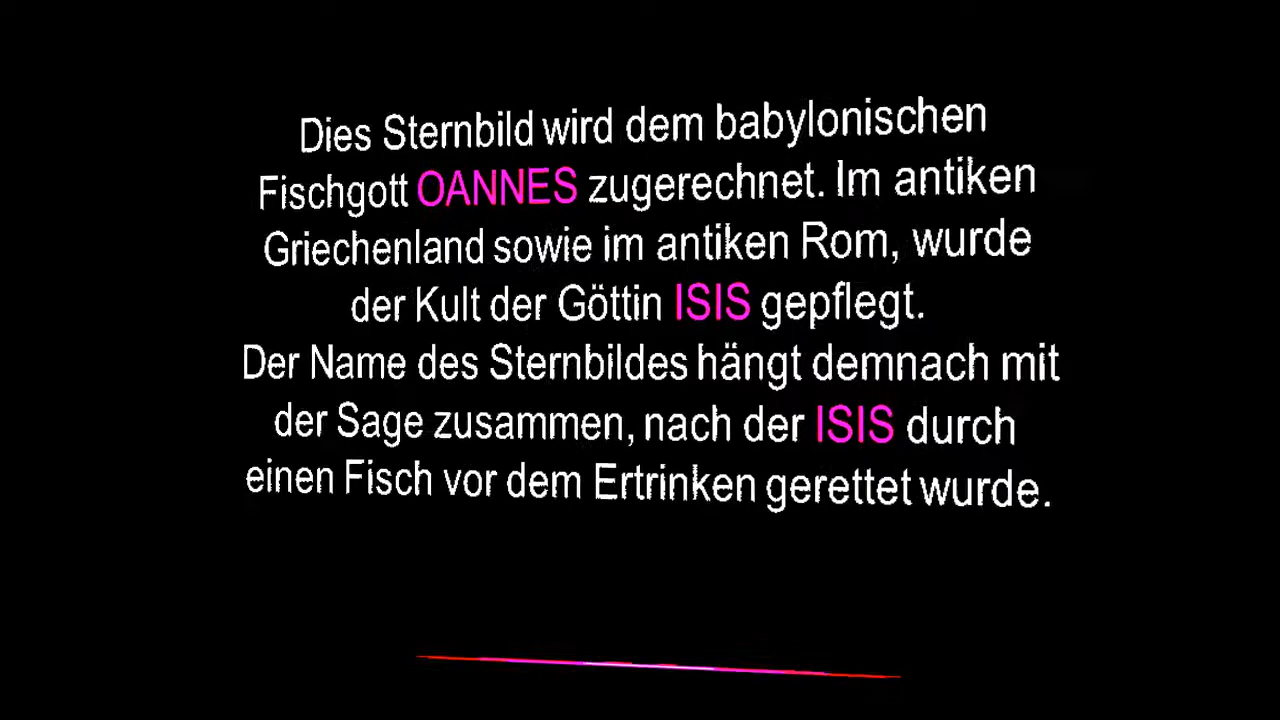 Dies Sternbild wird dem babylonischen
Fischgott OANNES zugerechnet. Im antiken
Griechenland sowie im antiken Rom, wurde
der Kult der Göttin ISIS gepflegt.
Der Name des Sternbildes hängt demnach mit
der Sage zusammen, nach der ISIS durch
einen Fisch vor dem Ertrinken gerettet wurde.